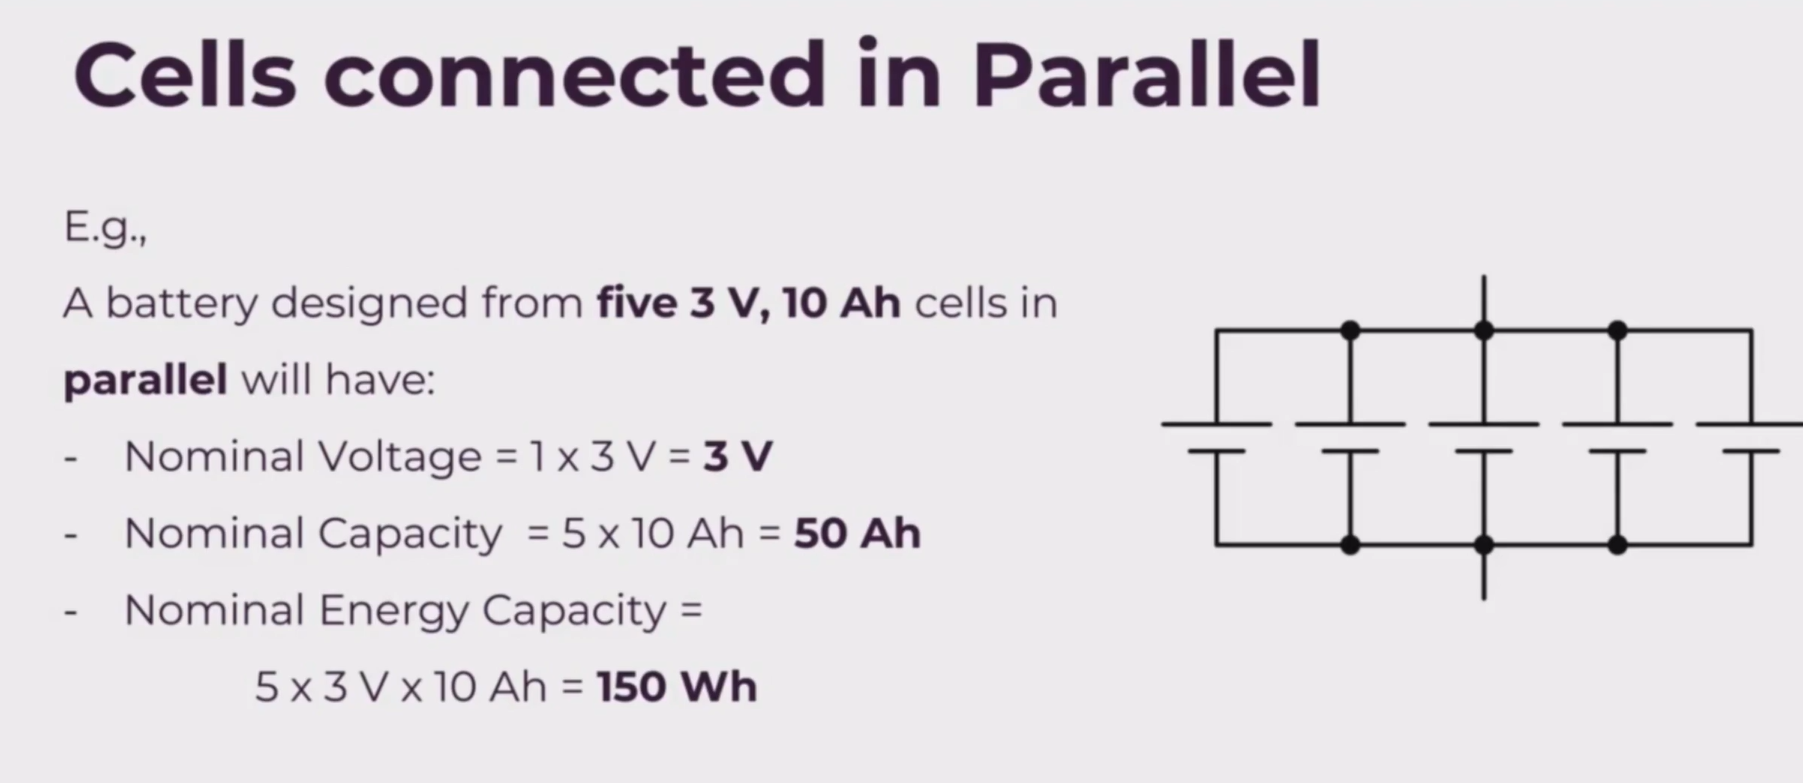 Cells connected in Parallel
E.g.,
A battery designed from five 3 V, 10 Ah cells in
parallel will have:
- Nominal Voltage = 1 x 3 V = 3 V
- Nominal Capacity = 5 x 10 Ah = 50 Ah
- Nominal Energy Capacity =
5 x 3 V x 10 Ah = 150 Wh